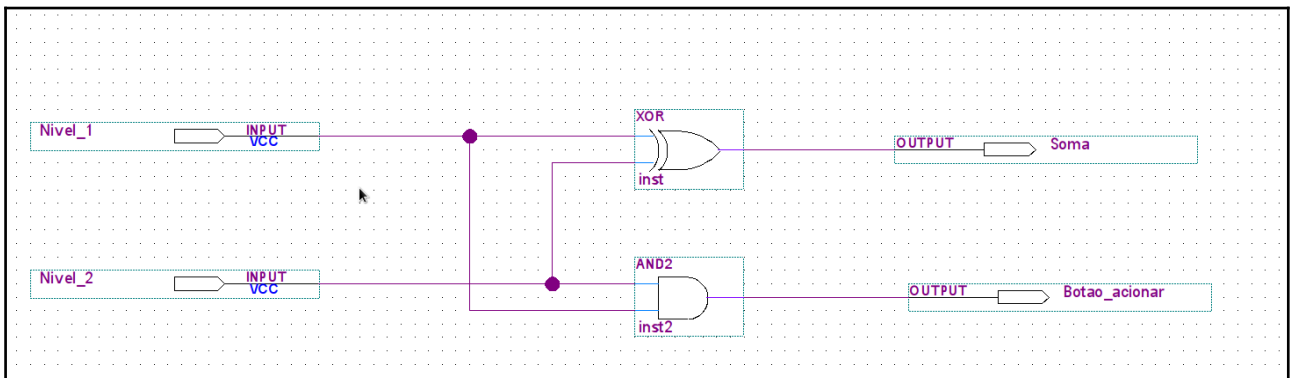 XOR
Nivel_1
INPUT
VCC
OUTPUT
Soma
inst
Nivel_2
INPUT
VCC
AND2
OUTPUT
Botao_acionar
inst2